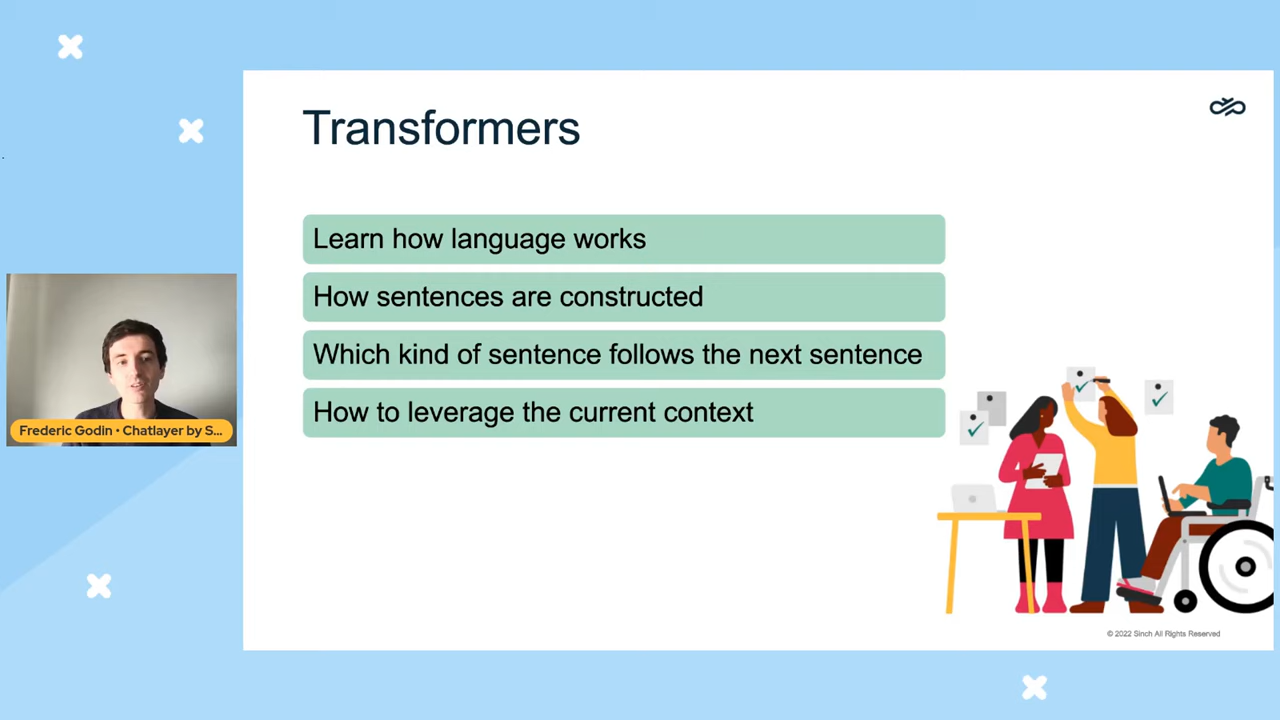 Transformers
Learn how language works
How sentences are constructed
Which kind of sentence follows the next sentence
How to leverage the current context
Frederic Godin • Chatlayer by S...
© 2022 Sinch All Rights Reserved